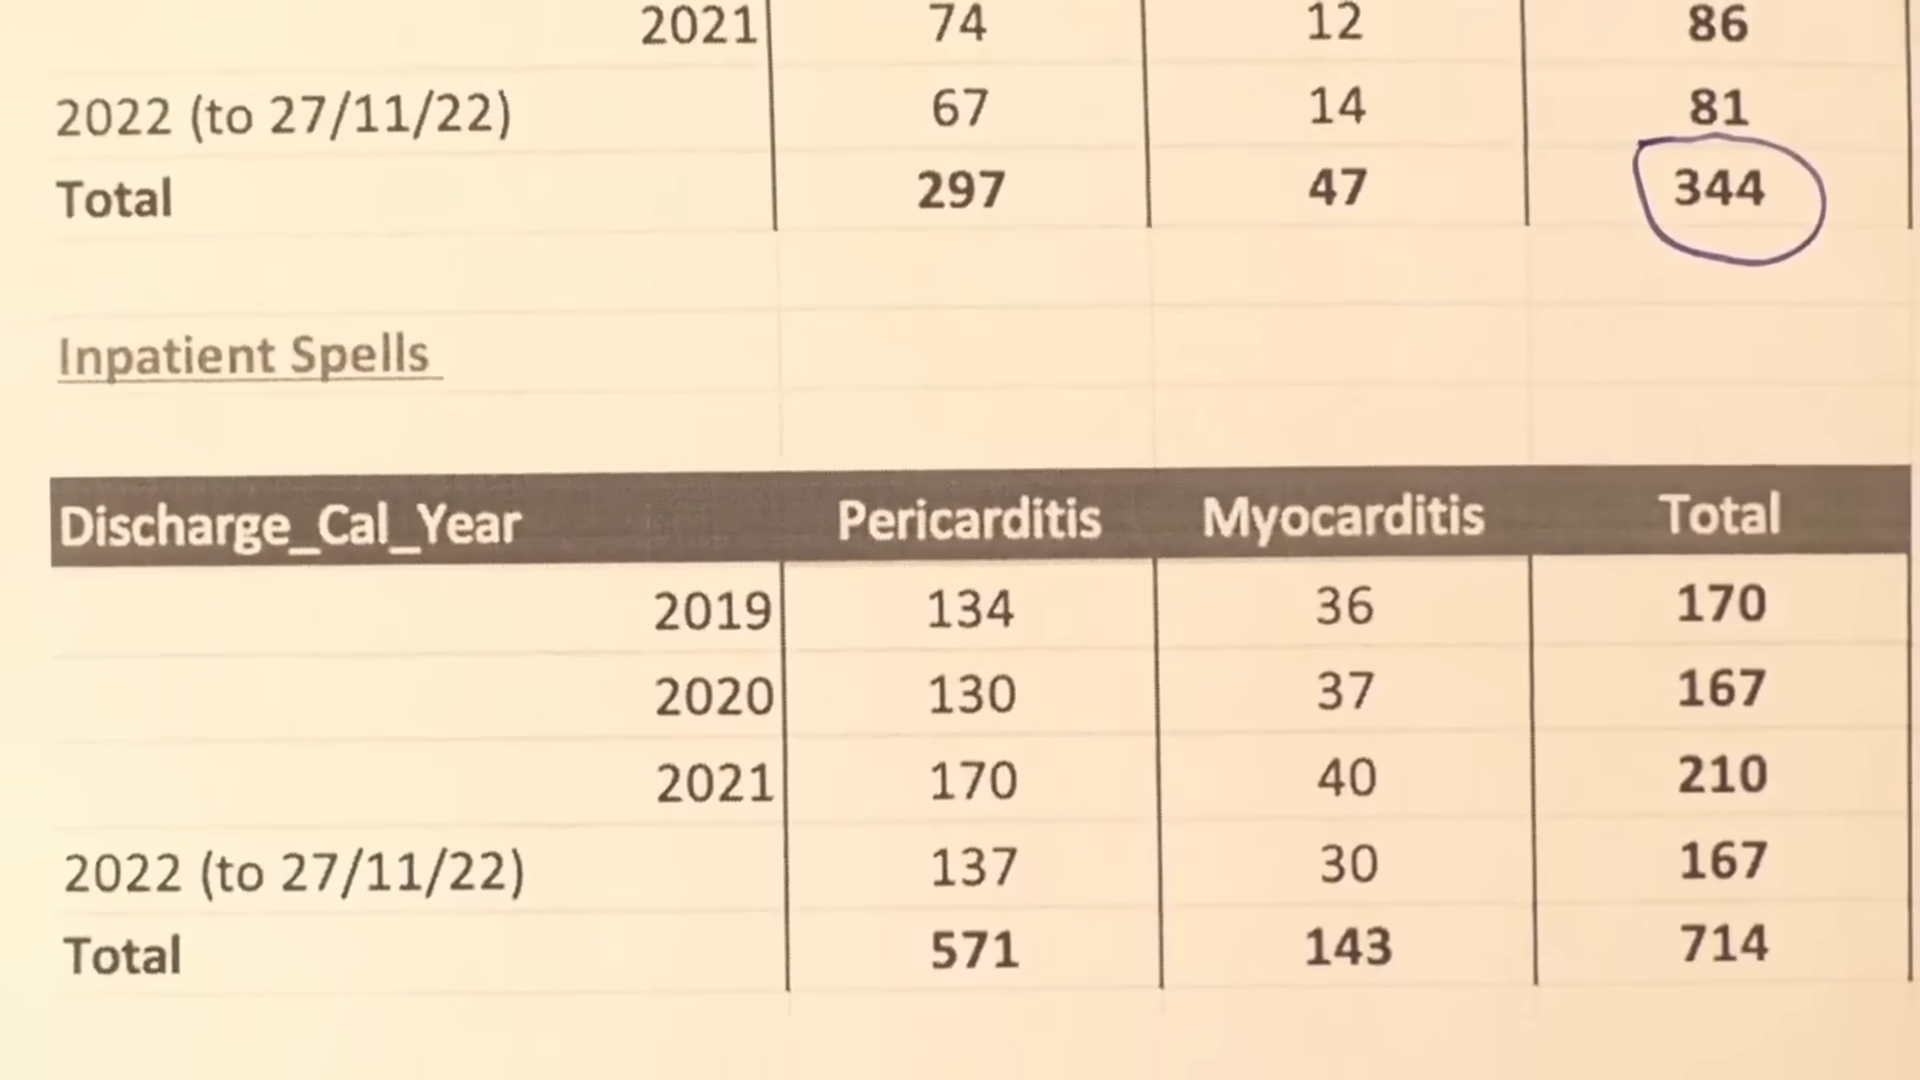 2021 74 12 86
2022 (to 27/11/22) 67 14 81
Total 297 47 344
Inpatient Spells
Discharge_Cal_Year Pericarditis Myocarditis Total
2019 134 36 170
2020 130 37 167
2021 170 40 210
2022 (to 27/11/22) 137 30 167
Total 571 143 714